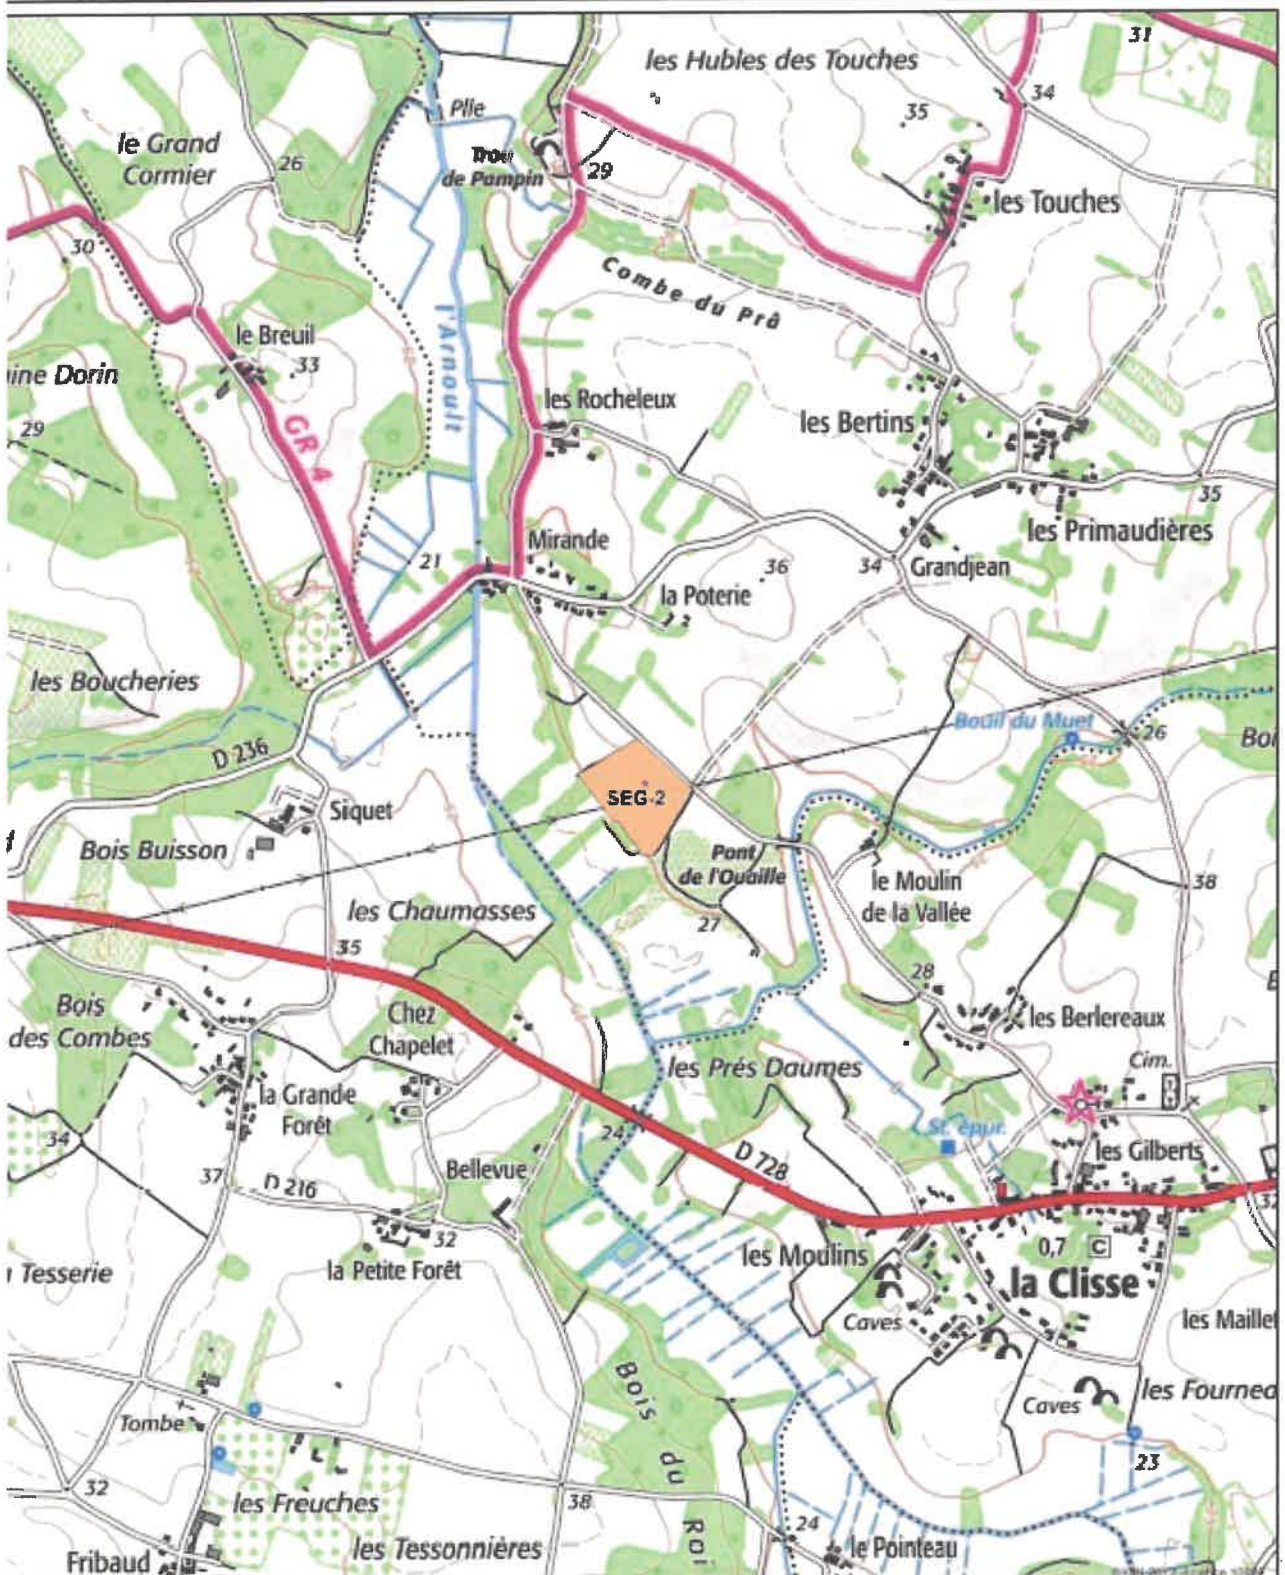 31
les Hubles des Touches
34
35
Plle
le Grand
Cormier
26
Trou
de Pampin
29
les Touches
30
Combe du Prâ
le Breuil
33
l'Arnoult
ine Dorin
les Rocheleux
les Bertins
29
GR 4
35
les Primaudières
Mirande
21
36
34
Grandjean
la Poterie
les Boucheries
Bouil du Muet
26
Boi
D 236
SEG-2
Siquet
Bois Buisson
Pont
de l'Ouaille
le Moulin
de la Vallée
38
les Chaumasses
27
35
28
Bois
des Combes
Chez
Chapelet
les Berlereaux
les Prés Daumes
Cim.
la Grande
Forêt
24
St. épur.
34
D 728
les Gilberts
Bellevue
37
D 216
32
la Petite Forêt
les Moulins
0,7 C
Tesserie
la Clisse
Caves
les Maillet
Bois
du
Roi
Caves
les Fournea
Tombe
23
32
les Freuches
38
24
les Tessonnières
le Pointeau
Fribaud